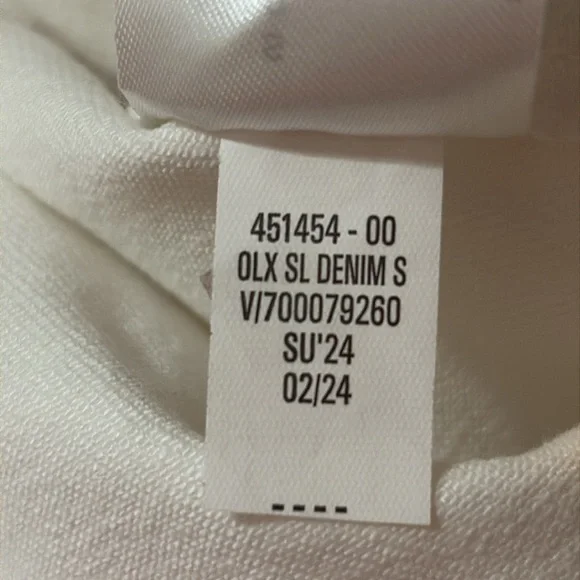 451454 - 00
OLX SL DENIM S
V/700079260
SU'24
02/24